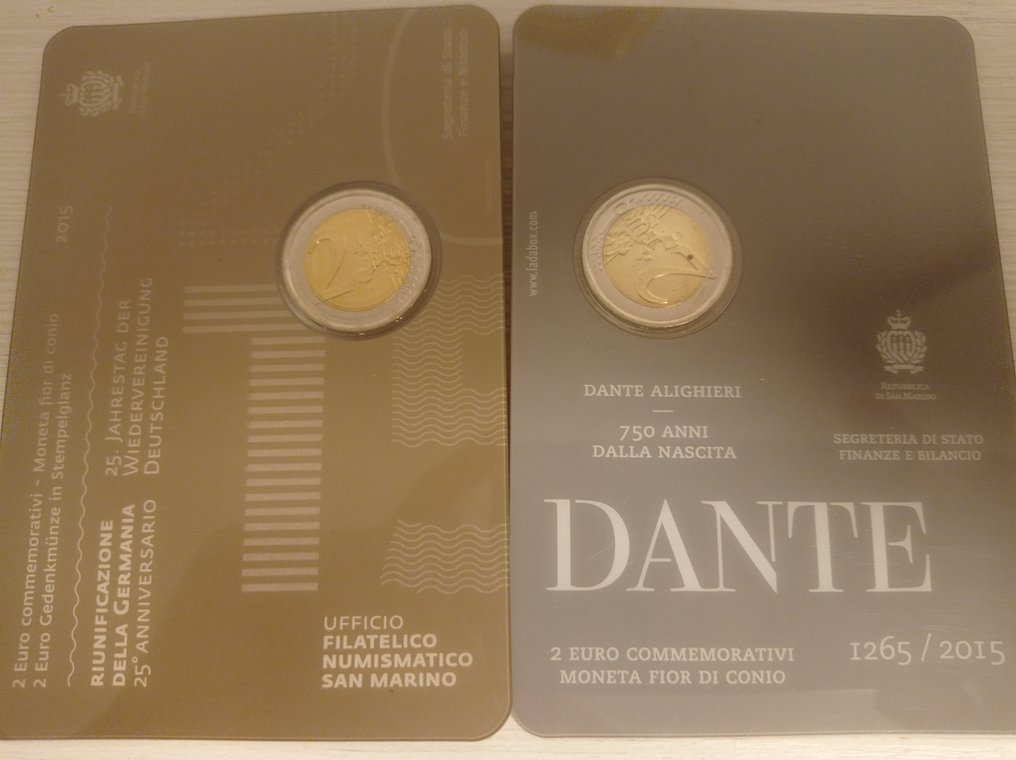 2 Euro commemorativi – Moneta fior di conio
2 Euro Gedenkmünze in Stempelglanz
2015
RIUNIFICAZIONE
DELLA GERMANIA
25° ANNIVERSARIO
25. JAHRESTAG DER
WIEDERVEREINIGUNG
DEUTSCHLAND
Segreteria di Stato
Finanze e Bilancio
2
UFFICIO
FILATELICO
NUMISMATICO
SAN MARINO
www.ladabox.com
2
DANTE ALIGHIERI
750 ANNI
DALLA NASCITA
REPUBBLICA
DI SAN MARINO
SEGRETERIA DI STATO
FINANZE E BILANCIO
DANTE
1265 / 2015
2 EURO COMMEMORATIVI
MONETA FIOR DI CONIO